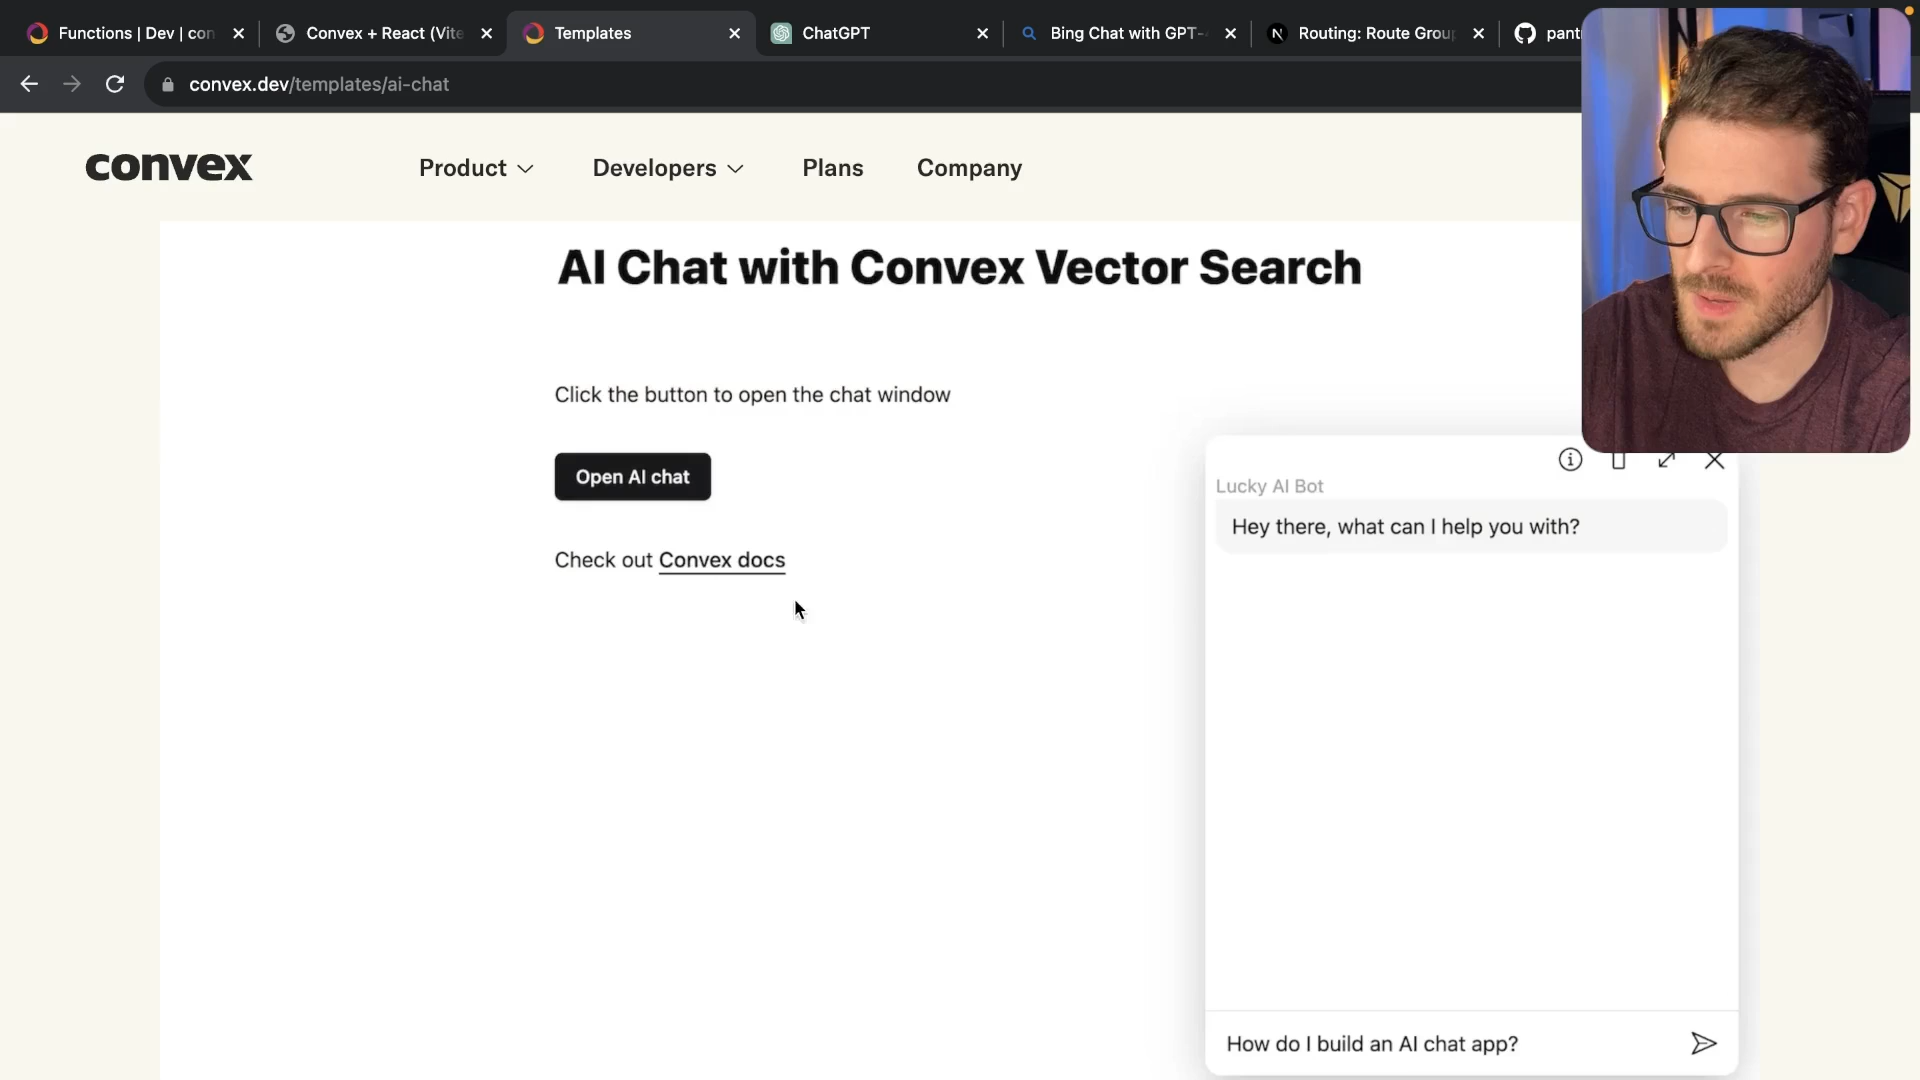 Functions | Dev | con
Convex + React (Vite
Templates
ChatGPT
Bing Chat with GPT-
Routing: Route Grou
pant
convex.dev/templates/ai-chat
convex
Product
Developers
Plans
Company
AI Chat with Convex Vector Search
Click the button to open the chat window
Open AI chat
Check out Convex docs
Lucky AI Bot
Hey there, what can I help you with?
How do I build an AI chat app?